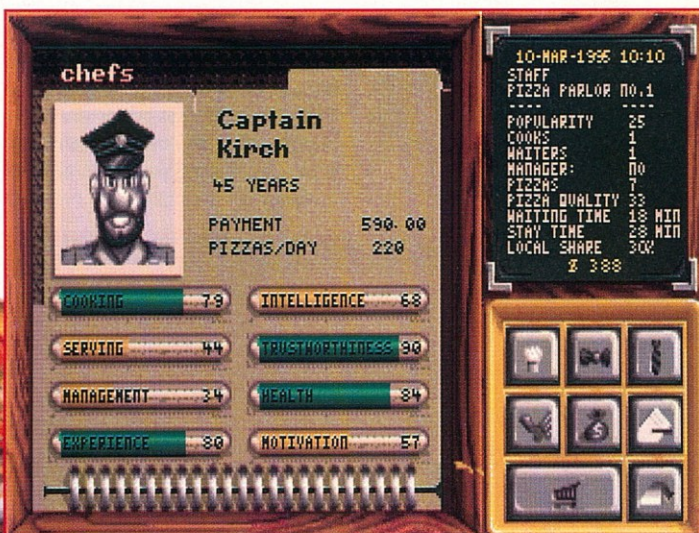 chefs
Captain
Kirch
45 YEARS
PAYMENT 590.00
PIZZAS/DAY 220
COOKING 79
INTELLIGENCE 68
SERVING 44
TRUSTWORTHINESS 90
MANAGEMENT 34
HEALTH 84
EXPERIENCE 80
MOTIVATION 57
10-MAR-1995 10:10
STAFF
PIZZA PARLOR NO.1
---- ----
POPULARITY 25
COOKS 1
WAITERS 1
MANAGER: NO
PIZZAS 7
PIZZA QUALITY 33
WAITING TIME 18 MIN
STAY TIME 28 MIN
LOCAL SHARE 30%
388